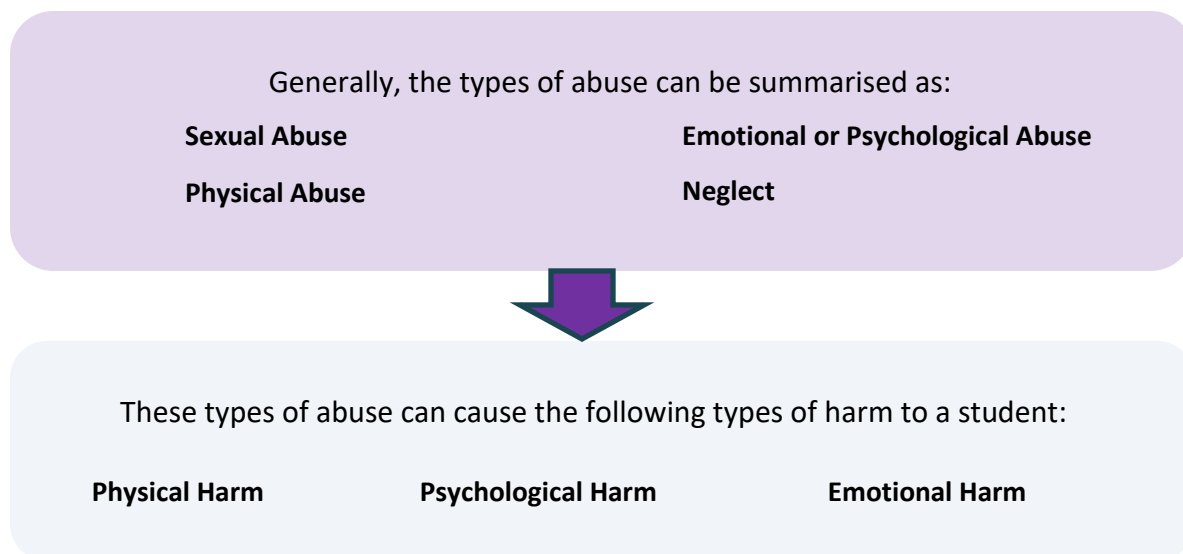 Generally, the types of abuse can be summarised as:
Sexual Abuse
Emotional or Psychological Abuse
Physical Abuse
Neglect
These types of abuse can cause the following types of harm to a student:
Physical Harm
Psychological Harm
Emotional Harm